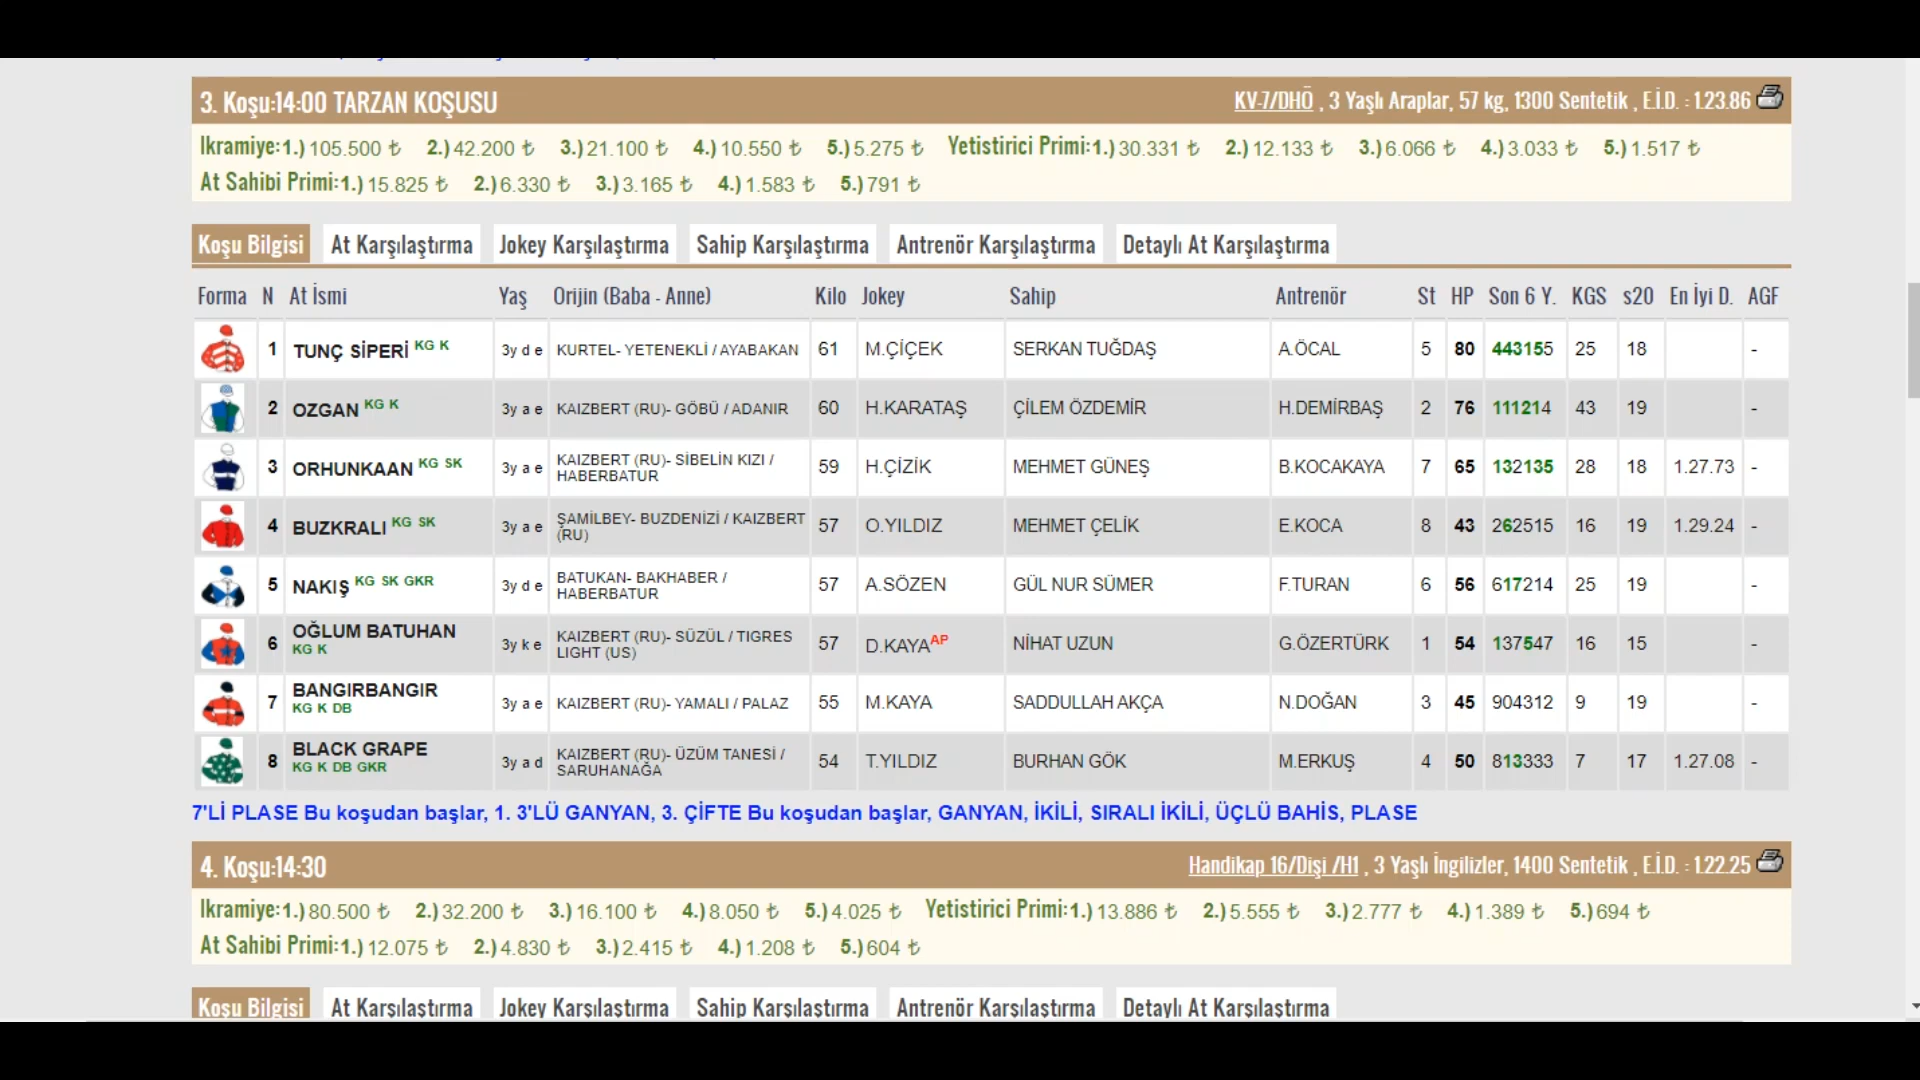 3. Koşu:14:00 TARZAN KOŞUSU KV-7/DHÖ , 3 Yaşlı Araplar, 57 kg, 1300 Sentetik , E.İ.D. : 1.23.86
Ikramiye:1.) 105.500 ₺ 2.) 42.200 ₺ 3.) 21.100 ₺ 4.) 10.550 ₺ 5.) 5.275 ₺ Yetistirici Primi:1.) 30.331 ₺ 2.) 12.133 ₺ 3.) 6.066 ₺ 4.) 3.033 ₺ 5.) 1.517 ₺
At Sahibi Primi:1.) 15.825 ₺ 2.) 6.330 ₺ 3.) 3.165 ₺ 4.) 1.583 ₺ 5.) 791 ₺
Koşu Bilgisi At Karşılaştırma Jokey Karşılaştırma Sahip Karşılaştırma Antrenör Karşılaştırma Detaylı At Karşılaştırma
Forma N At İsmi Yaş Orijin (Baba - Anne) Kilo Jokey Sahip Antrenör St HP Son 6 Y. KGS s20 En İyi D. AGF
1 TUNÇ SİPERİ KG K 3y d e KURTEL- YETENEKLİ / AYABAKAN 61 M.ÇİÇEK SERKAN TUĞDAŞ A.ÖCAL 5 80 443155 25 18 -
2 OZGAN KG K 3y a e KAIZBERT (RU)- GÖBÜ / ADANIR 60 H.KARATAŞ ÇİLEM ÖZDEMİR H.DEMİRBAŞ 2 76 111214 43 19 -
3 ORHUNKAAN KG SK 3y a e KAIZBERT (RU)- SİBELİN KIZI / HABERBATUR 59 H.ÇİZİK MEHMET GÜNEŞ B.KOCAKAYA 7 65 132135 28 18 1.27.73 -
4 BUZKRALI KG SK 3y a e ŞAMİLBEY- BUZDENİZİ / KAIZBERT (RU) 57 O.YILDIZ MEHMET ÇELİK E.KOCA 8 43 262515 16 19 1.29.24 -
5 NAKIŞ KG SK GKR 3y d e BATUKAN- BAKHABER / HABERBATUR 57 A.SÖZEN GÜL NUR SÜMER F.TURAN 6 56 617214 25 19 -
6 OĞLUM BATUHAN KG K 3y k e KAIZBERT (RU)- SÜZÜL / TIGRES LIGHT (US) 57 D.KAYA AP NİHAT UZUN G.ÖZERTÜRK 1 54 137547 16 15 -
7 BANGIRBANGIR KG K DB 3y a e KAIZBERT (RU)- YAMALI / PALAZ 55 M.KAYA SADDULLAH AKÇA N.DOĞAN 3 45 904312 9 19 -
8 BLACK GRAPE KG K DB GKR 3y a d KAIZBERT (RU)- ÜZÜM TANESİ / SARUHANAĞA 54 T.YILDIZ BURHAN GÖK M.ERKUŞ 4 50 813333 7 17 1.27.08 -
7'Lİ PLASE Bu koşudan başlar, 1. 3'LÜ GANYAN, 3. ÇİFTE Bu koşudan başlar, GANYAN, İKİLİ, SIRALI İKİLİ, ÜÇLÜ BAHİS, PLASE
4. Koşu:14:30 Handikap 16/Dişi /H1 , 3 Yaşlı İngilizler, 1400 Sentetik , E.İ.D. : 1.22.25
Ikramiye:1.) 80.500 ₺ 2.) 32.200 ₺ 3.) 16.100 ₺ 4.) 8.050 ₺ 5.) 4.025 ₺ Yetistirici Primi:1.) 13.886 ₺ 2.) 5.555 ₺ 3.) 2.777 ₺ 4.) 1.389 ₺ 5.) 694 ₺
At Sahibi Primi:1.) 12.075 ₺ 2.) 4.830 ₺ 3.) 2.415 ₺ 4.) 1.208 ₺ 5.) 604 ₺
Koşu Bilgisi At Karşılaştırma Jokey Karşılaştırma Sahip Karşılaştırma Antrenör Karşılaştırma Detaylı At Karşılaştırma